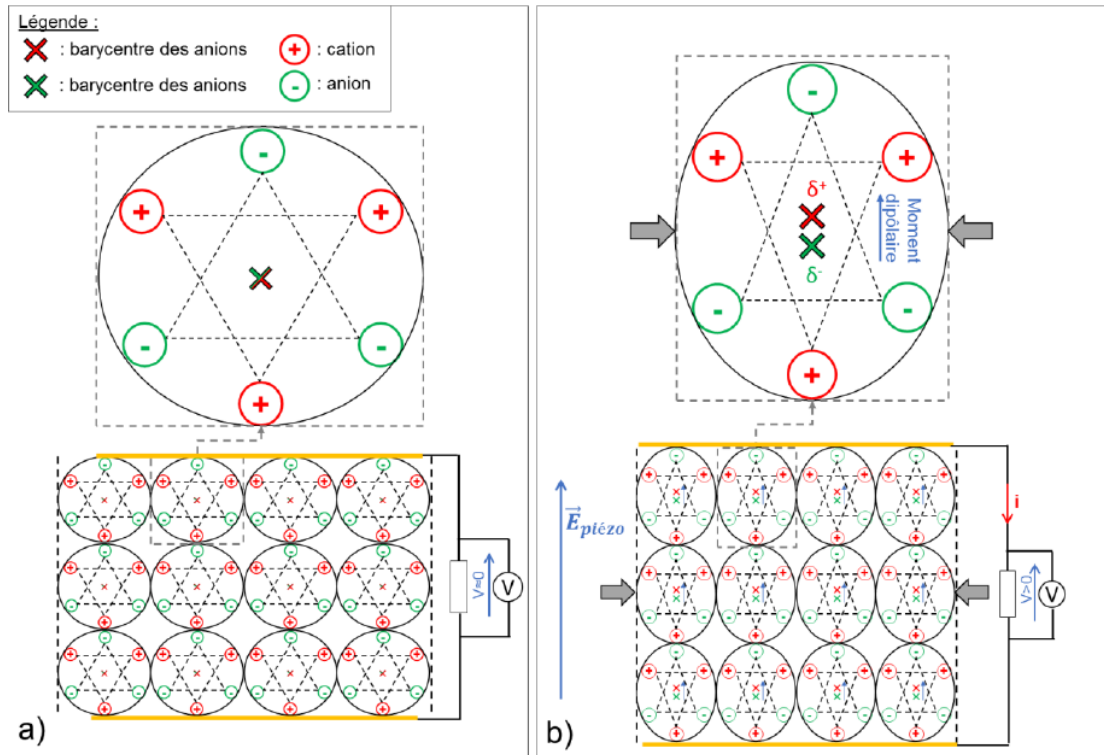 Légende :
: barycentre des anions
: cation
: barycentre des anions
: anion
-
+
+
-
-
+
V≈0
V
a)
-
+
+
δ+
δ-
Moment
dipôlaire
-
-
+
E piézo
i
V>0
V
b)